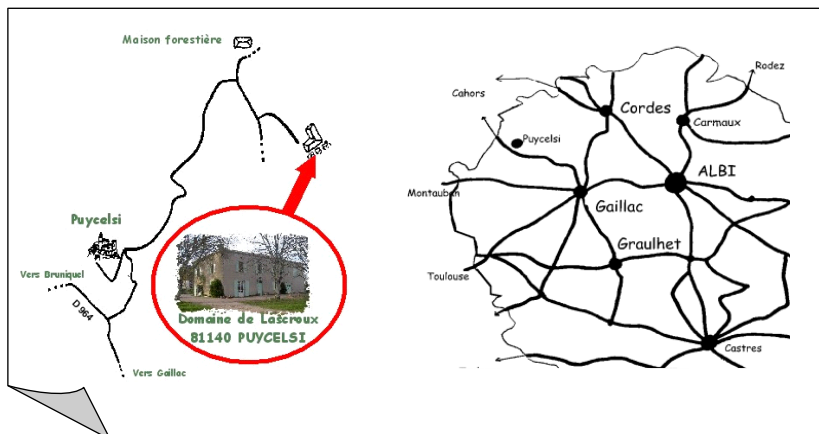 Maison forestière
Puycelsi
Vers Bruniquel
D 964
Domaine de Lascroux
81140 PUYCELSI
Vers Gaillac
Rodez
Cahors
Cordes
Carmaux
Puycelsi
ALBI
Montauban
Gaillac
Graulhet
Toulouse
Castres